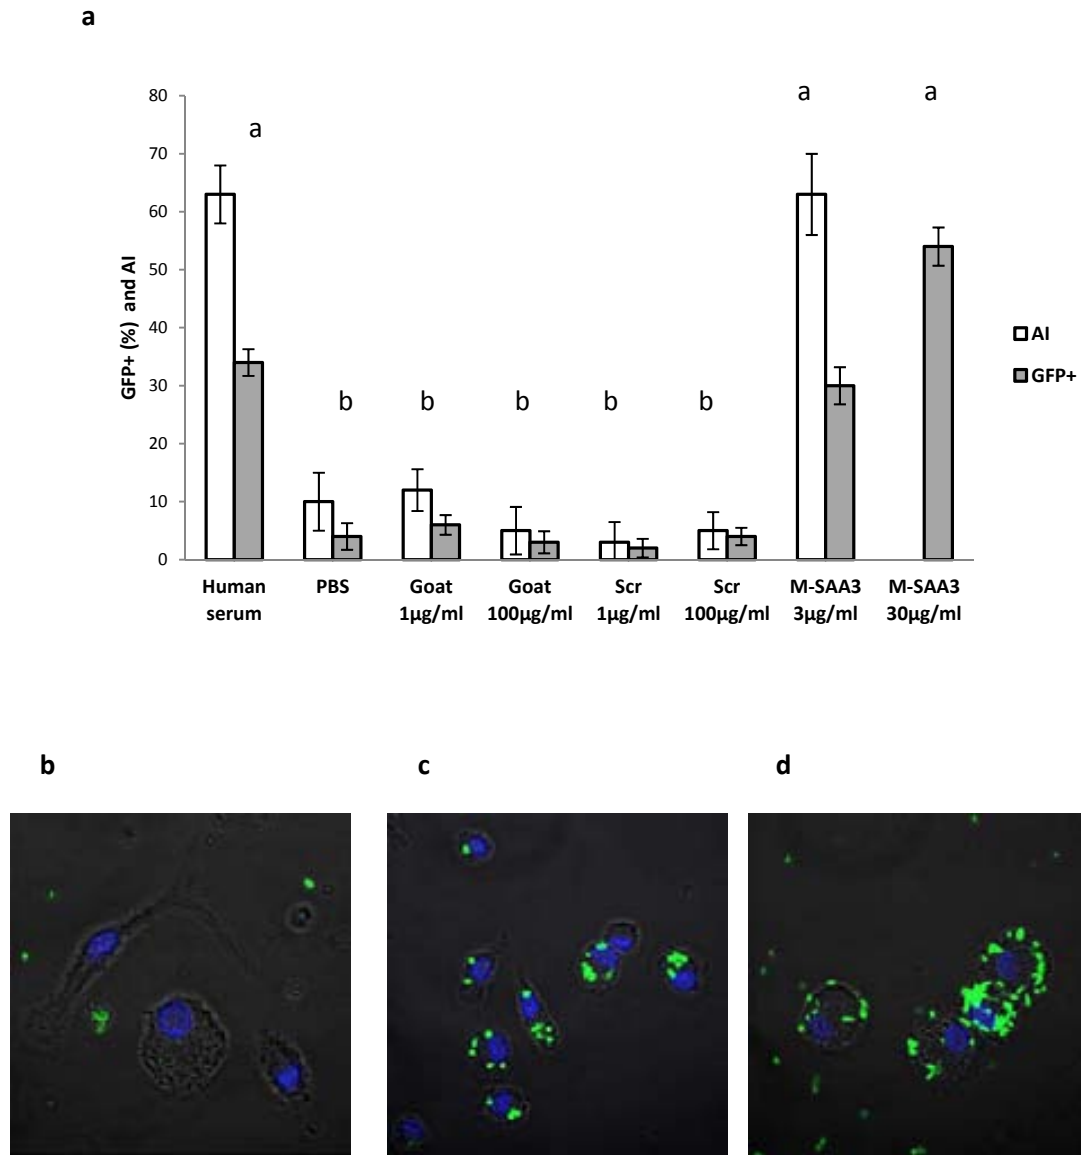 a
80
70
60
50
40
30
20
10
0
GFP+ (%) and AI
a
b
b
b
b
b
a
a
AI
GFP+
Human serum
PBS
Goat 1µg/ml
Goat 100µg/ml
Scr 1µg/ml
Scr 100µg/ml
M-SAA3 3µg/ml
M-SAA3 30µg/ml
b
c
d